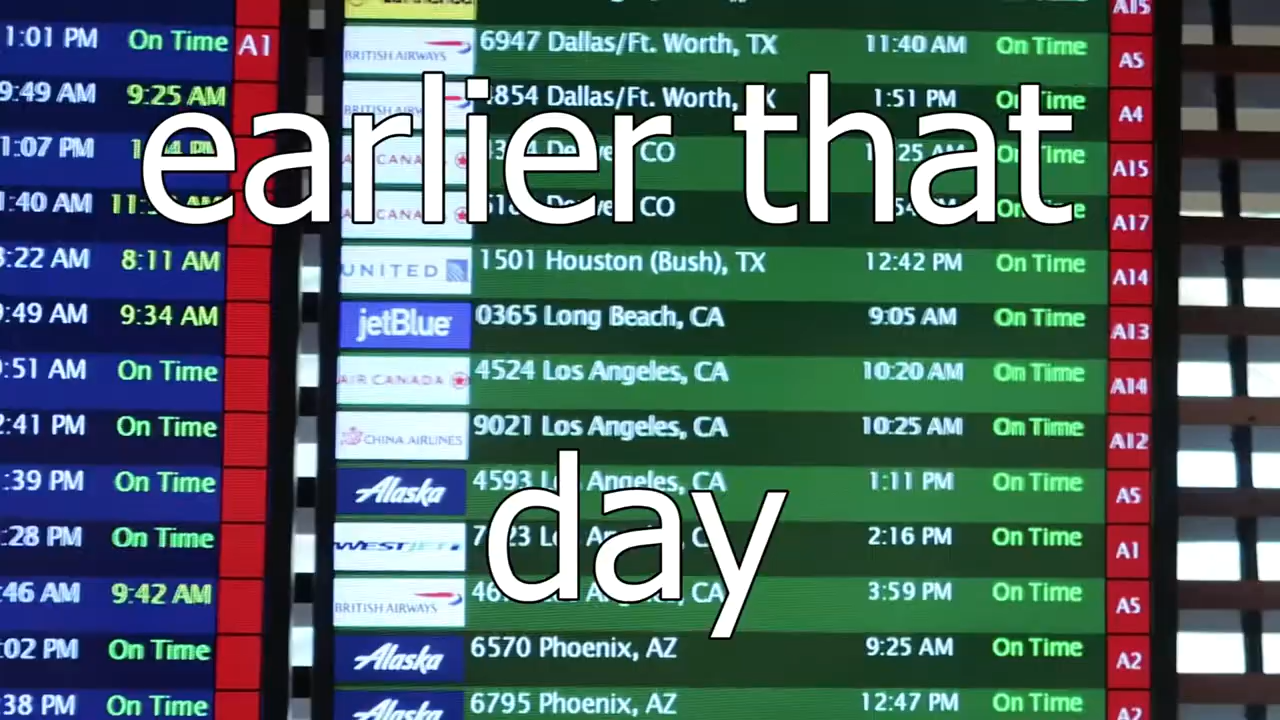 A15
1:01 PM On Time A1
BRITISH AIRWAYS 6947 Dallas/Ft. Worth, TX 11:40 AM On Time A5
9:49 AM 9:25 AM
Dallas/Ft. Worth, 1:51 PM A4
earlier that
1:07 PM
CO A15
1:40 AM
CO A17
8:22 AM 8:11 AM
UNITED 1501 Houston (Bush), TX 12:42 PM On Time A14
9:49 AM 9:34 AM
jetBlue 0365 Long Beach, CA 9:05 AM On Time A13
:51 AM On Time
AIR CANADA 4524 Los Angeles, CA 10:20 AM On Time A14
2:41 PM On Time
CHINA AIRLINES 9021 Los Angeles, CA 10:25 AM On Time A12
:39 PM On Time
Alaska 4593 Los Angeles, CA 1:11 PM On Time A5
day
:28 PM On Time
WESTJET 2:16 PM On Time A1
:46 AM 9:42 AM
BRITISH AIRWAYS 3:59 PM On Time A5
:02 PM On Time
Alaska 6570 Phoenix, AZ 9:25 AM On Time A2
:38 PM On Time
Alaska 6795 Phoenix, AZ 12:47 PM On Time A2